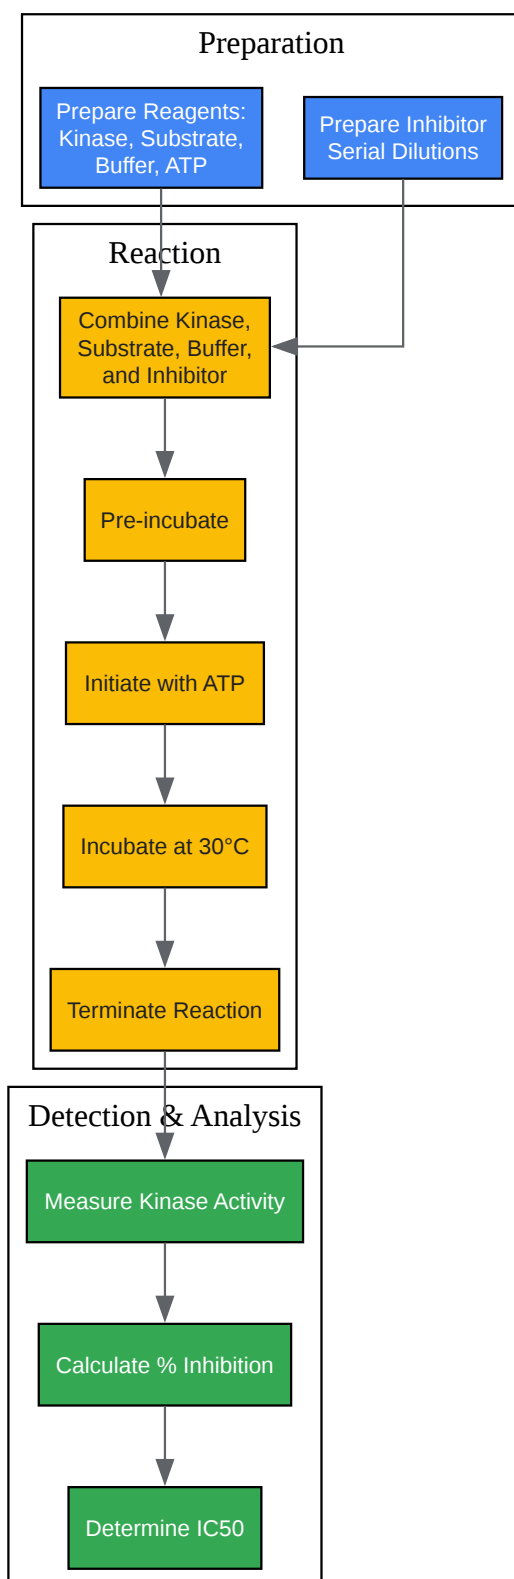 Preparation
Prepare Reagents:
Kinase, Substrate,
Buffer, ATP
Prepare Inhibitor
Serial Dilutions
Reaction
Combine Kinase,
Substrate, Buffer,
and Inhibitor
Pre-incubate
Initiate with ATP
Incubate at 30°C
Terminate Reaction
Detection & Analysis
Measure Kinase Activity
Calculate % Inhibition
Determine IC50